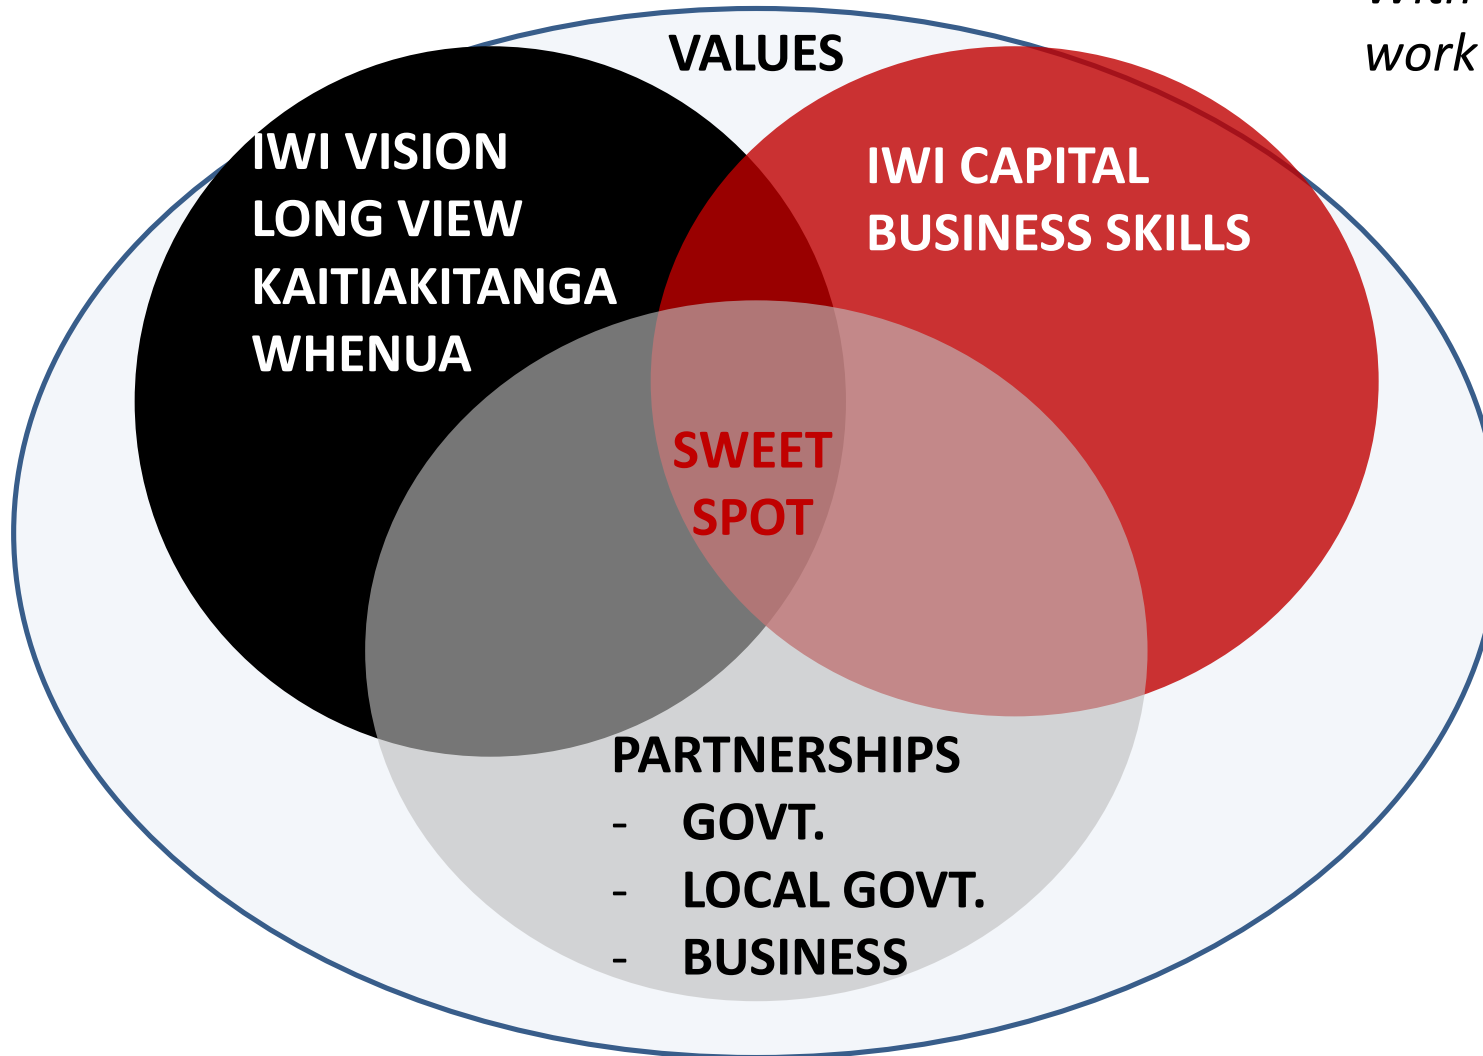 VALUES
work
IWI VISION
LONG VIEW
KAITIAKITANGA
WHENUA
IWI CAPITAL
BUSINESS SKILLS
SWEET
SPOT
PARTNERSHIPS
- GOVT.
- LOCAL GOVT.
- BUSINESS